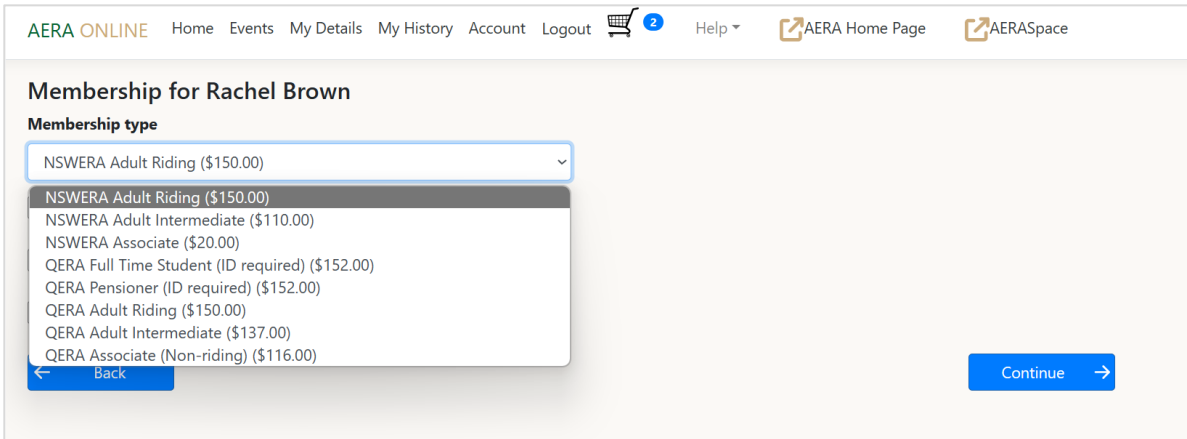 AERA ONLINE Home Events My Details My History Account Logout 2 Help AERA Home Page AERASpace
Membership for Rachel Brown
Membership type
NSWERA Adult Riding ($150.00)
NSWERA Adult Riding ($150.00)
NSWERA Adult Intermediate ($110.00)
NSWERA Associate ($20.00)
QERA Full Time Student (ID required) ($152.00)
QERA Pensioner (ID required) ($152.00)
QERA Adult Riding ($150.00)
QERA Adult Intermediate ($137.00)
QERA Associate (Non-riding) ($116.00)
Back Continue